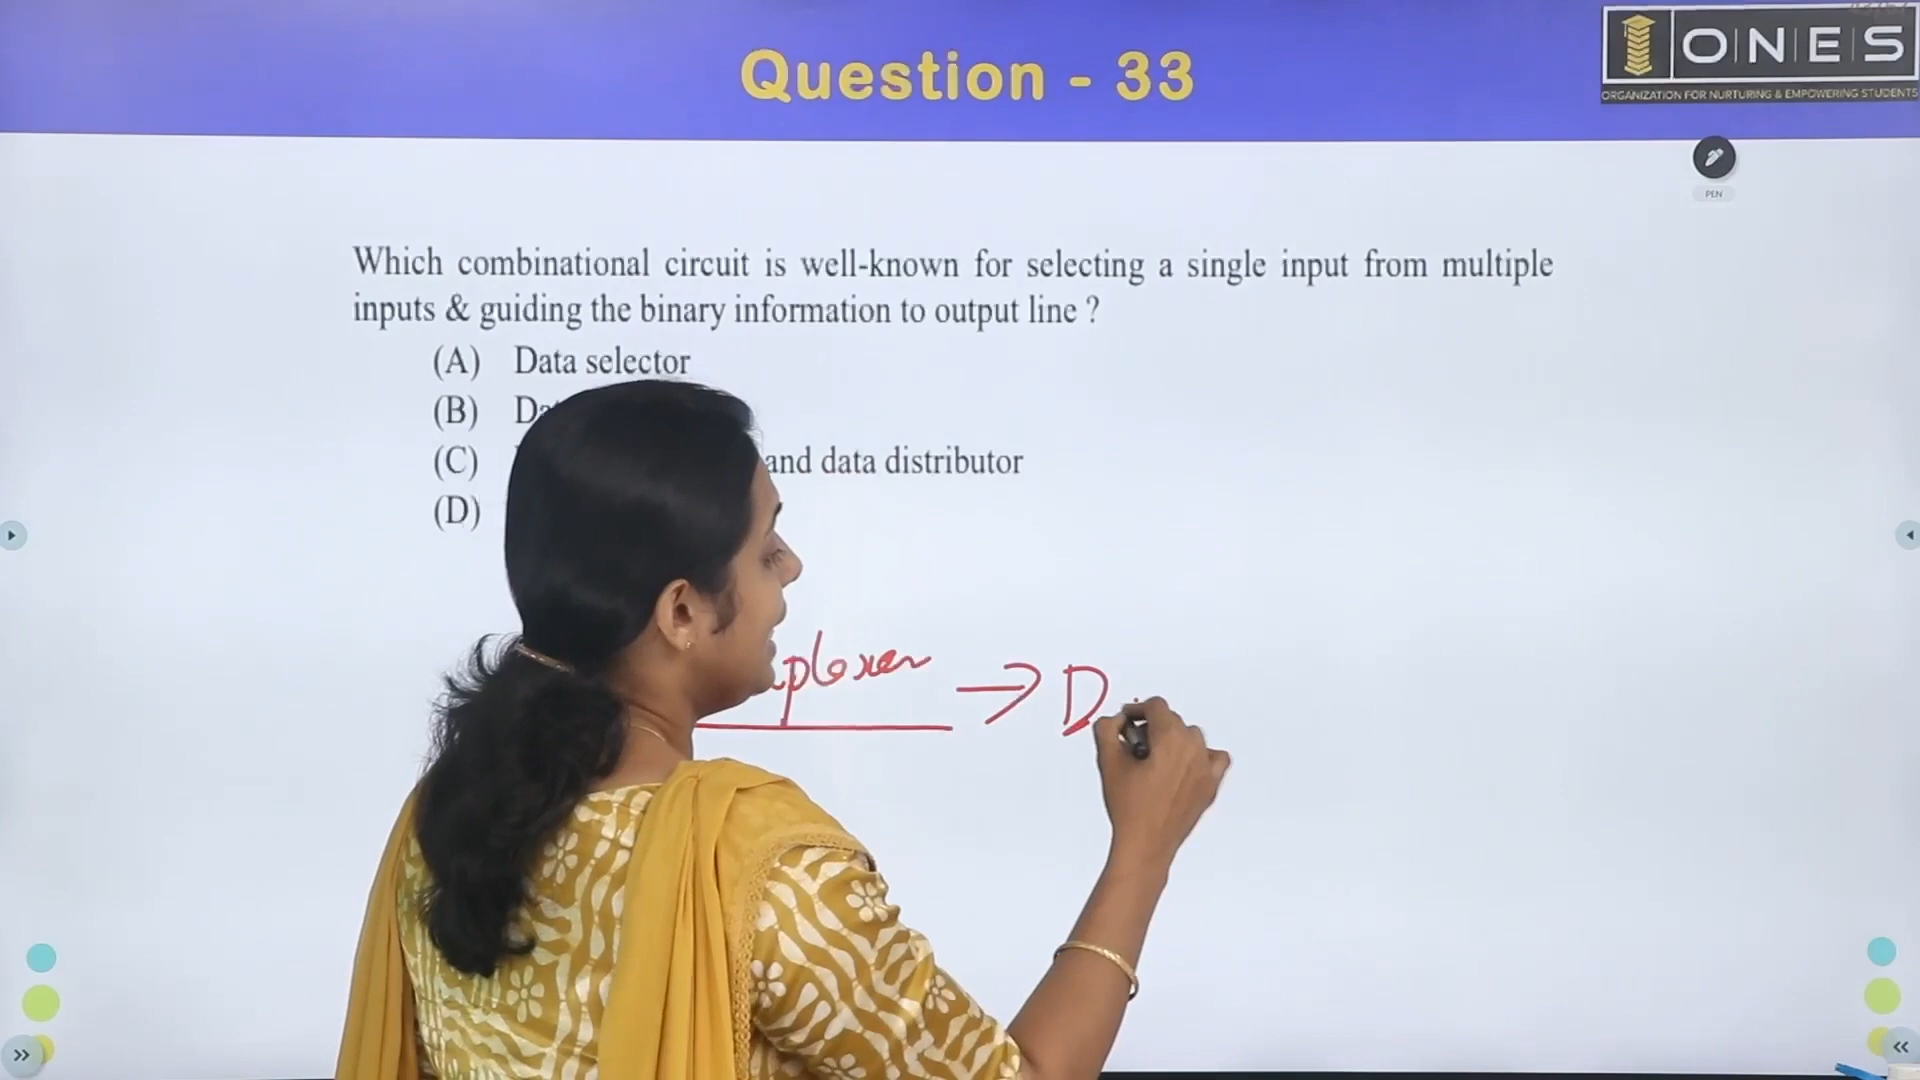 Question - 33
ONES
ORGANIZATION FOR NURTURING & EMPOWERING STUDENTS
PEN
Which combinational circuit is well-known for selecting a single input from multiple
inputs & guiding the binary information to output line ?
(A) Data selector
(B)
(C) and data distributor
(D)
D